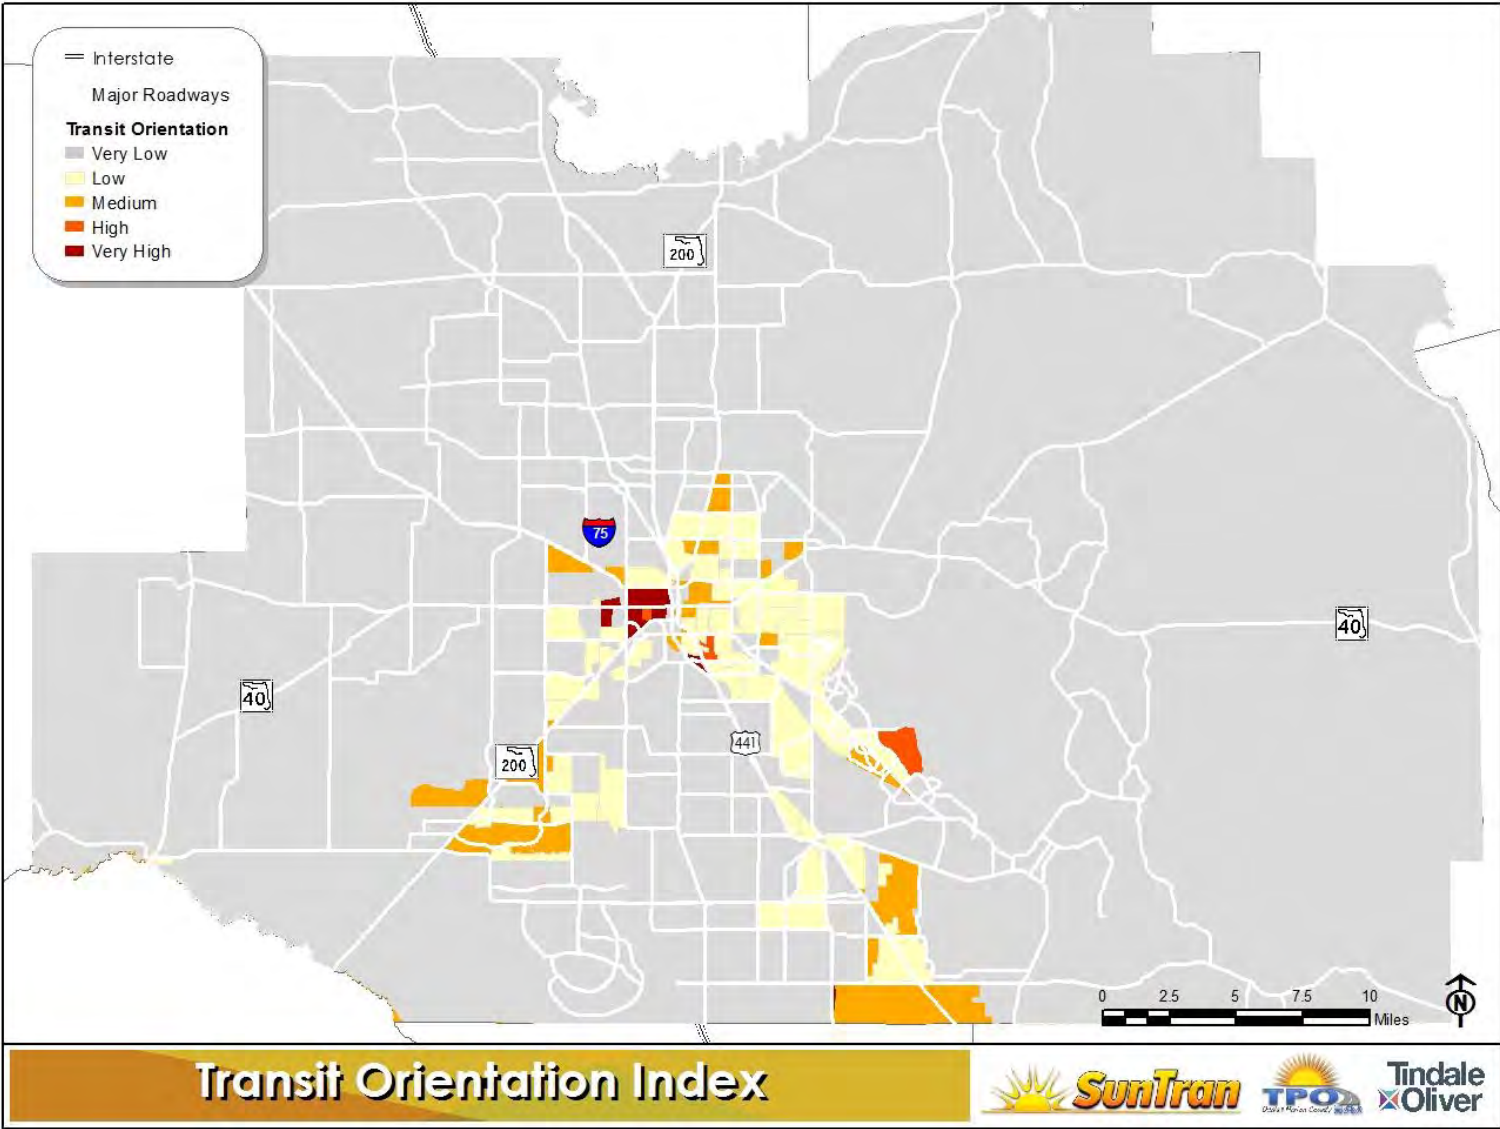 Interstate
Major Roadways
Transit Orientation
Very Low
Low
Medium
High
Very High
200
75
40
40
200
441
0 2.5 5 7.5 10
Miles
N
Transit Orientation Index
SunTran
TPO
Tindale
Oliver